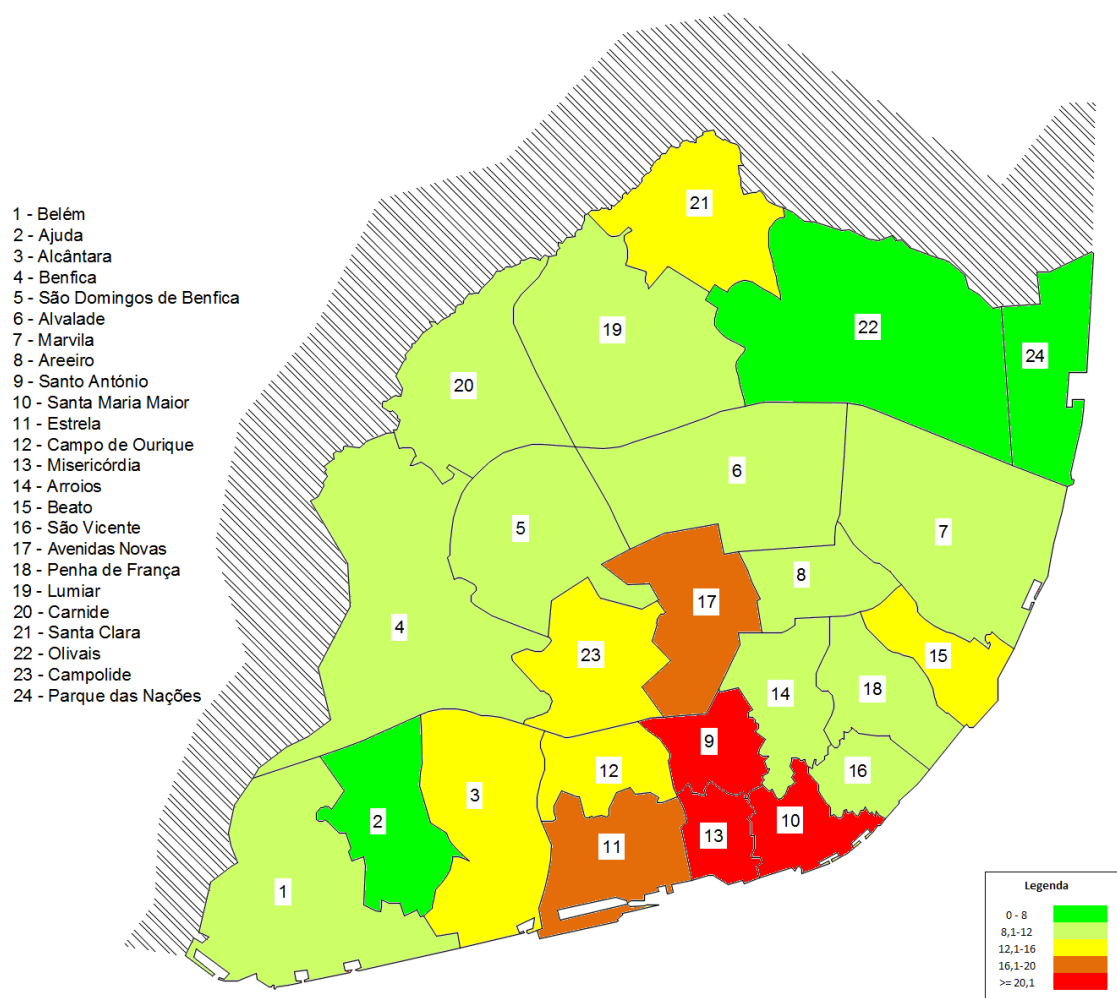 1 - Belém
2 - Ajuda
3 - Alcântara
4 - Benfica
5 - São Domingos de Benfica
6 - Alvalade
7 - Marvila
8 - Areeiro
9 - Santo António
10 - Santa Maria Maior
11 - Estrela
12 - Campo de Ourique
13 - Misericórdia
14 - Arroios
15 - Beato
16 - São Vicente
17 - Avenidas Novas
18 - Penha de França
19 - Lumiar
20 - Carnide
21 - Santa Clara
22 - Olivais
23 - Campolide
24 - Parque das Nações
21
22
19
24
20
6
5
7
8
17
4
23
15
18
14
9
16
12
3
2
10
13
11
1
Legenda
0 - 8
8,1-12
12,1-16
16,1-20
>= 20,1